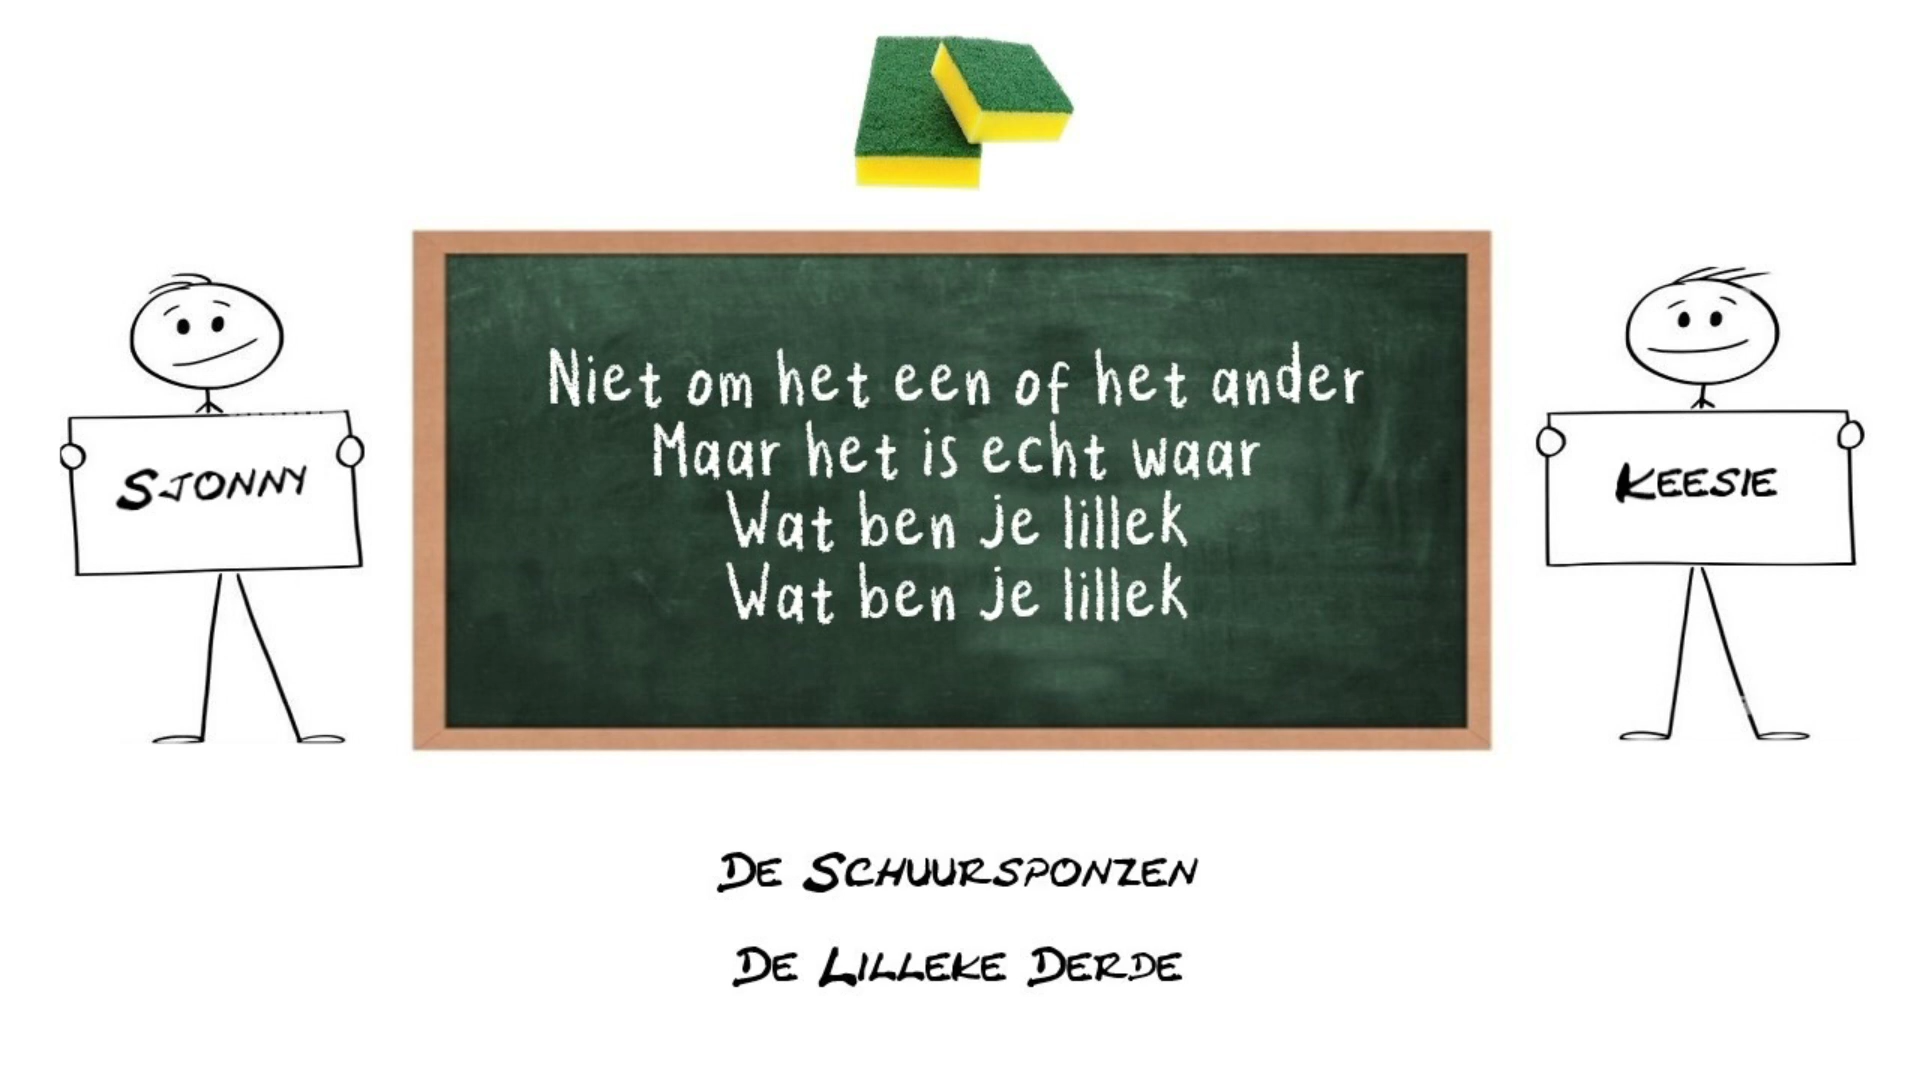 Niet om het een of het ander
Maar het is echt waar
Wat ben je lillek
Wat ben je lillek
SJONNY
KEESIE
DE SCHUURSPONZEN
DE LILLEKE DERDE